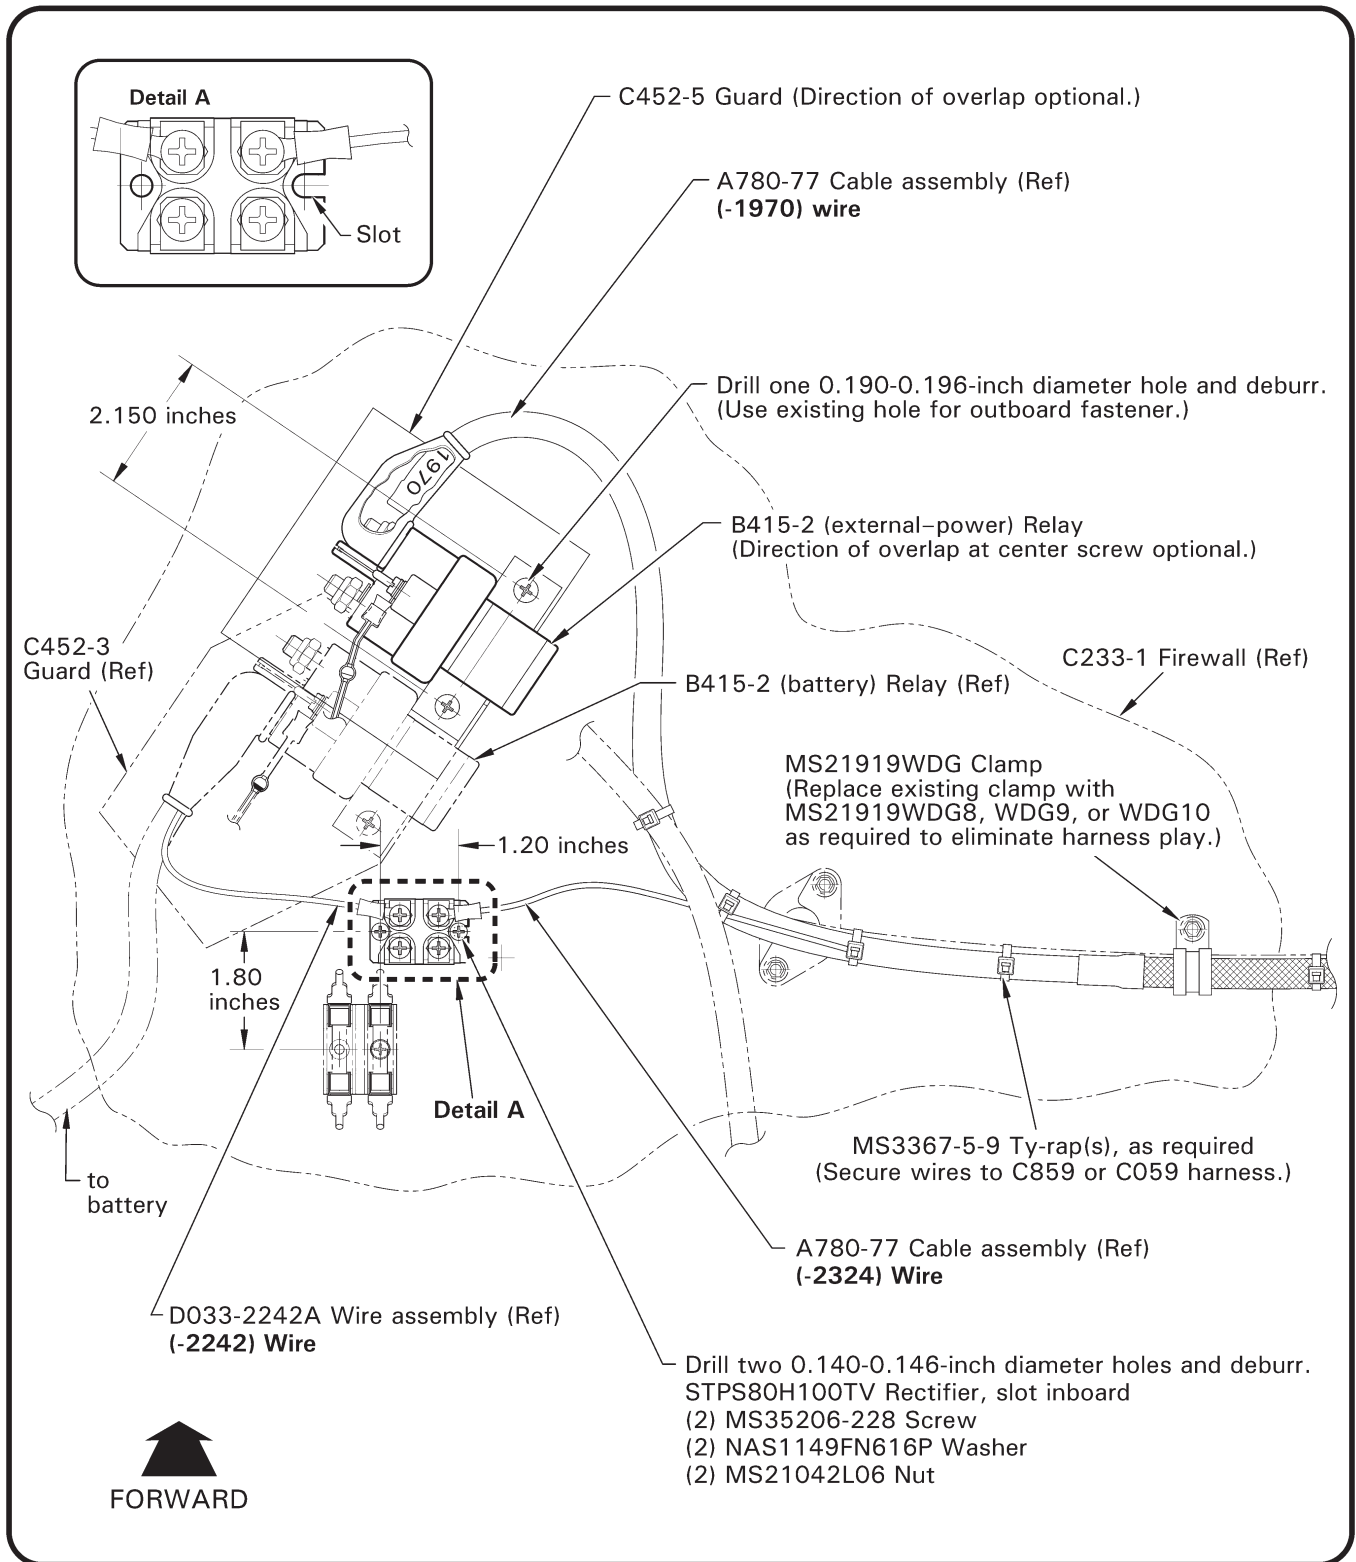 Detail A
Slot
C452-5 Guard (Direction of overlap optional.)
A780-77 Cable assembly (Ref)
(-1970) wire
2.150 inches
Drill one 0.190-0.196-inch diameter hole and deburr.
(Use existing hole for outboard fastener.)
1970
B415-2 (external–power) Relay
(Direction of overlap at center screw optional.)
C452-3
Guard (Ref)
C233-1 Firewall (Ref)
B415-2 (battery) Relay (Ref)
MS21919WDG Clamp
(Replace existing clamp with
MS21919WDG8, WDG9, or WDG10
as required to eliminate harness play.)
1.20 inches
1.80
inches
Detail A
MS3367-5-9 Ty-rap(s), as required
(Secure wires to C859 or C059 harness.)
to
battery
A780-77 Cable assembly (Ref)
(-2324) Wire
D033-2242A Wire assembly (Ref)
(-2242) Wire
Drill two 0.140-0.146-inch diameter holes and deburr.
STPS80H100TV Rectifier, slot inboard
(2) MS35206-228 Screw
(2) NAS1149FN616P Washer
(2) MS21042L06 Nut
FORWARD